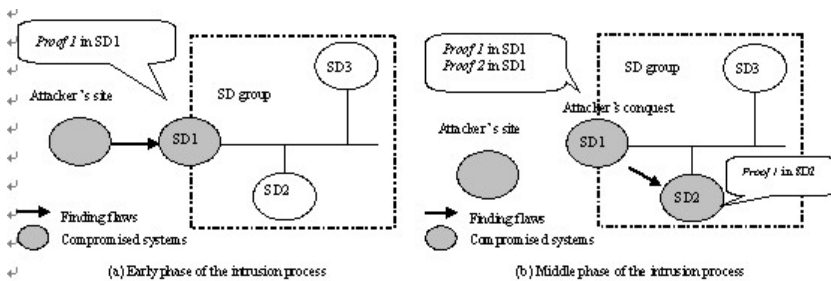 Proof 1 in SD1
Attacker's site
SD group
SD3
SD1
SD2
Finding flaws
Compromised systems
(a) Early phase of the intrusion process
Proof 1 in SD1
Proof 2 in SD1
SD group
SD3
Attacker's conquest
Attacker's site
SD1
Proof 1 in SD2
SD2
Finding flaws
Compromised systems
(b) Middle phase of the intrusion process